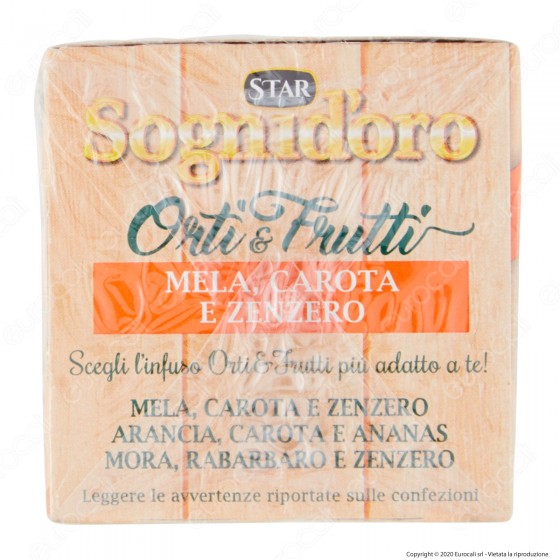 STAR
Sognid'oro
Orti & Frutti
MELA, CAROTA
E ZENZERO
Scegli l'infuso Orti & Frutti più adatto a te!
MELA, CAROTA E ZENZERO
ARANCIA, CAROTA E ANANAS
MORA, RABARBARO E ZENZERO
Leggere le avvertenze riportate sulle confezioni
Copyright © 2020 Eurocali srl - Vietata la riproduzione